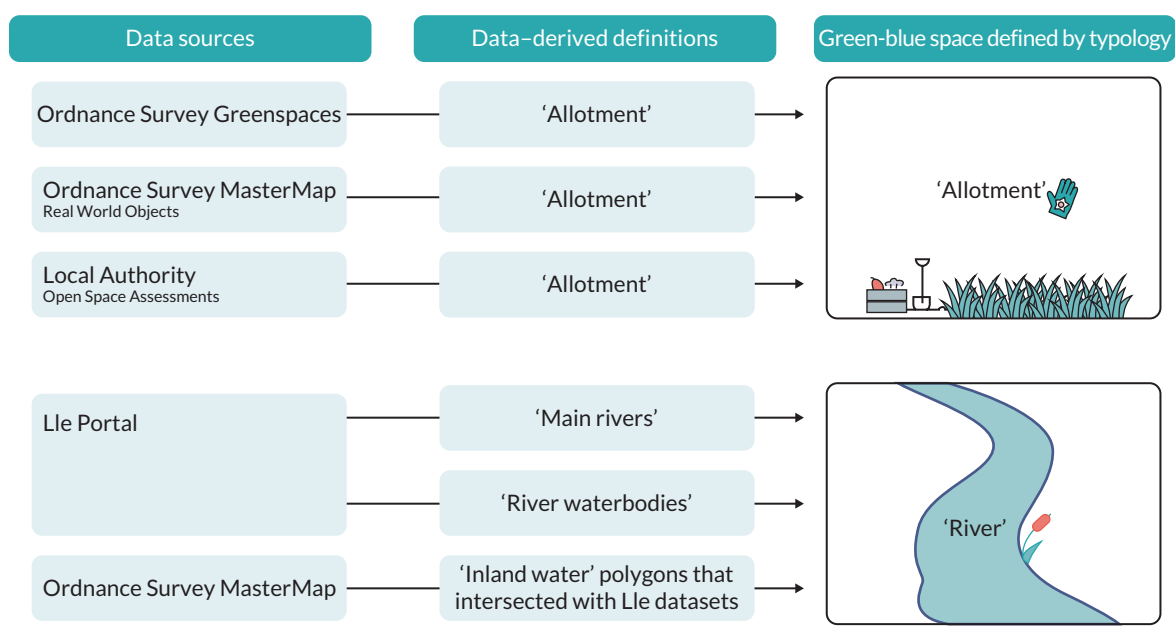 Data sources
Data–derived definitions
Green-blue space defined by typology
Ordnance Survey Greenspaces
‘Allotment’
Ordnance Survey MasterMap
Real World Objects
‘Allotment’
Local Authority
Open Space Assessments
‘Allotment’
‘Allotment’
Lle Portal
‘Main rivers’
‘River waterbodies’
Ordnance Survey MasterMap
‘Inland water’ polygons that
intersected with Lle datasets
‘River’